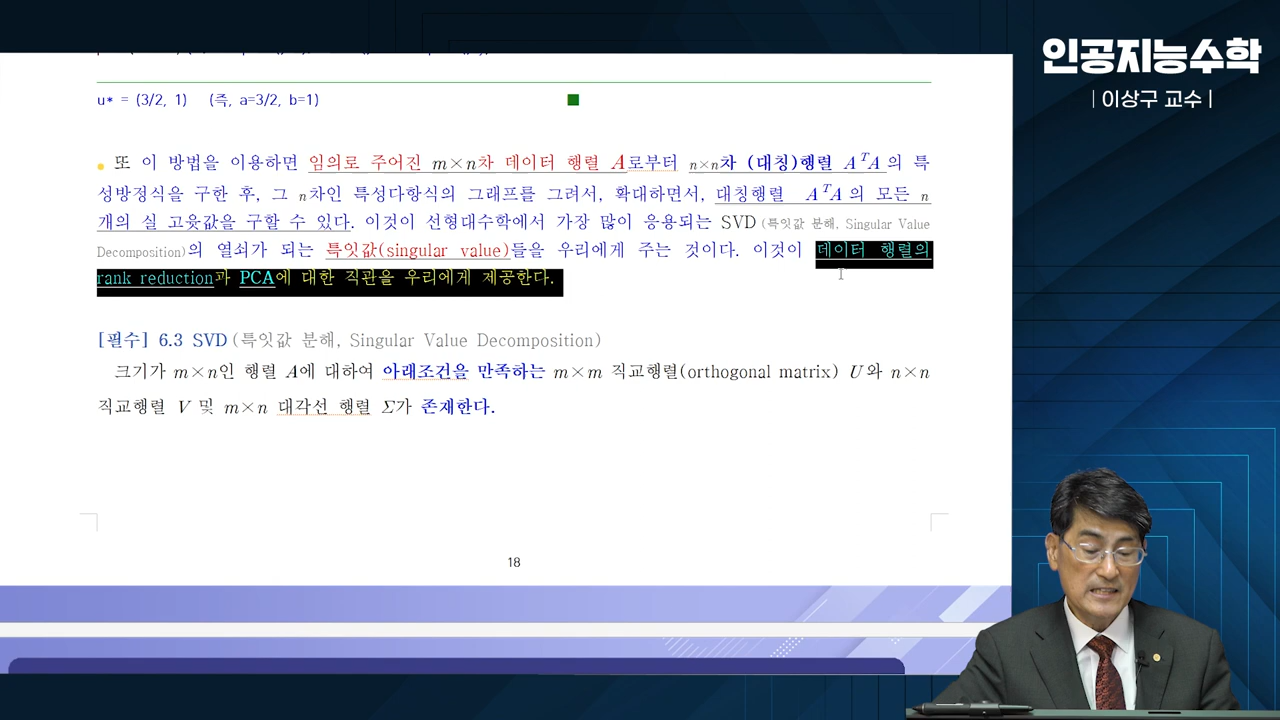 인공지능수학
| 이상구 교수 |
u* = (3/2, 1) (즉, a=3/2, b=1)
또 이 방법을 이용하면 임의로 주어진 m×n차 데이터 행렬 A로부터 n×n차 (대칭)행렬 AᵀA 의 특
성방정식을 구한 후, 그 n차인 특성다항식의 그래프를 그려서, 확대하면서, 대칭행렬 AᵀA 의 모든 n
개의 실 고윳값을 구할 수 있다. 이것이 선형대수학에서 가장 많이 응용되는 SVD (특잇값 분해, Singular Value
Decomposition)의 열쇠가 되는 특잇값(singular value)들을 우리에게 주는 것이다. 이것이 데이터 행렬의
rank reduction과 PCA에 대한 직관을 우리에게 제공한다.
[필수] 6.3 SVD (특잇값 분해, Singular Value Decomposition)
크기가 m×n인 행렬 A에 대하여 아래조건을 만족하는 m×m 직교행렬(orthogonal matrix) U와 n×n
직교행렬 V 및 m×n 대각선 행렬 Σ가 존재한다.
18